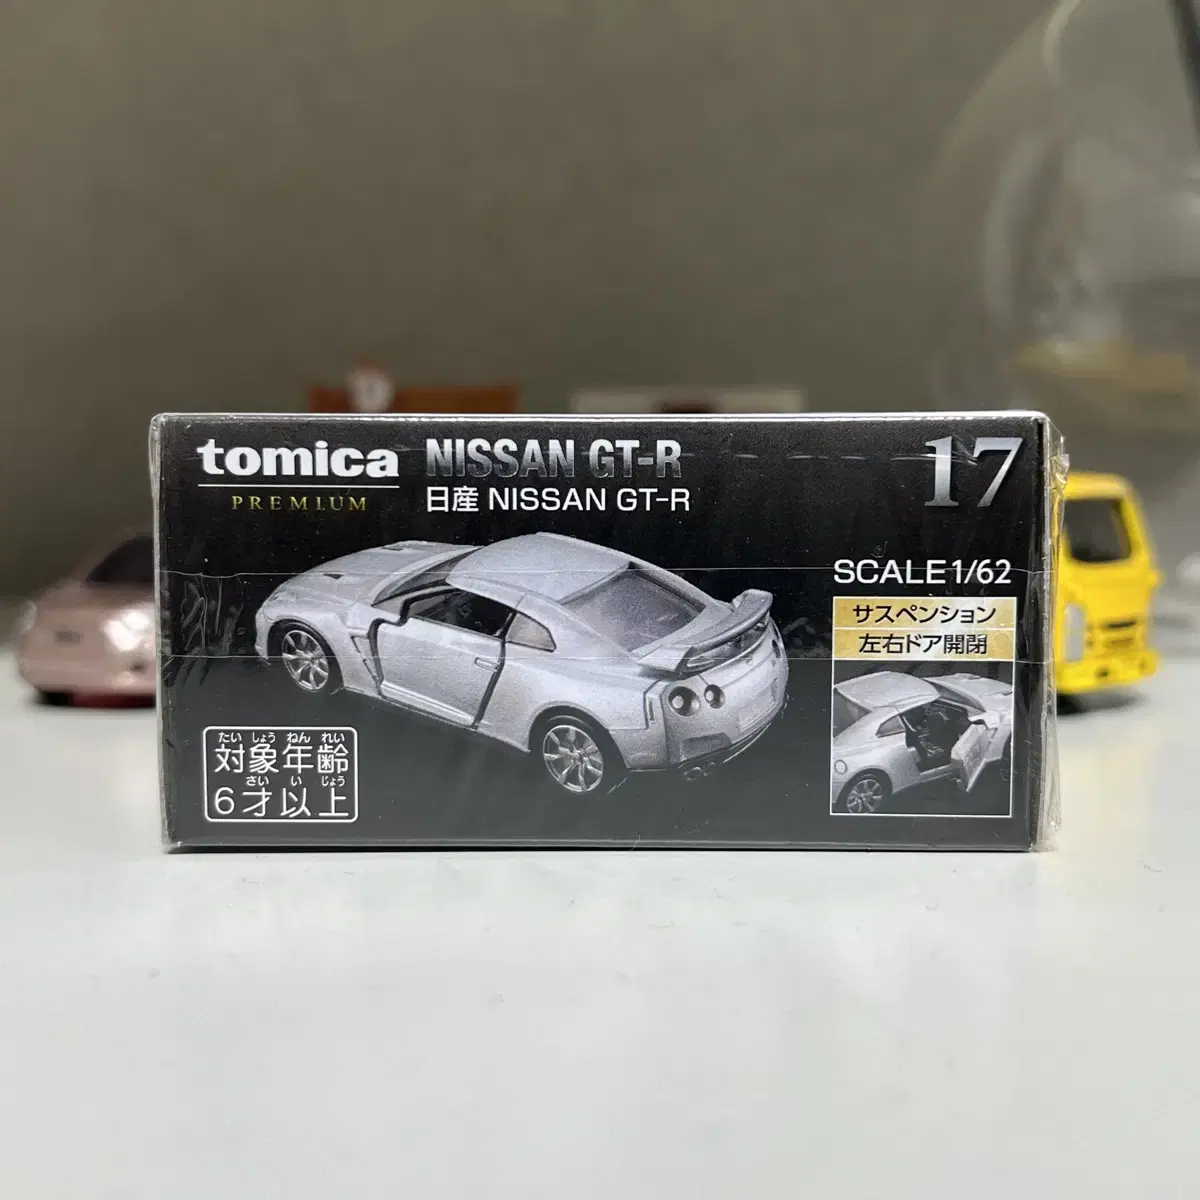 tomica
PREMIUM
NISSAN GT-R
日産 NISSAN GT-R
17
SCALE 1/62
サスペンション
左右ドア開閉
たいしょうねんれい
対象年齢
さいいじょう
6才以上